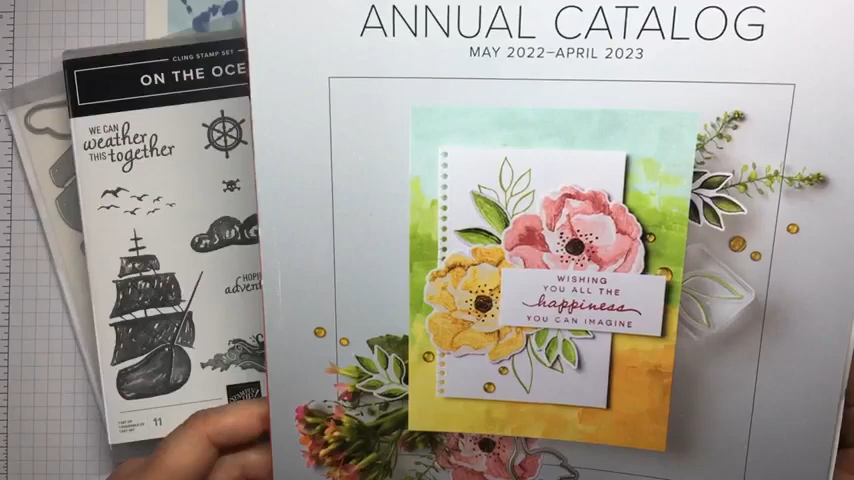 ANNUAL CATALOG
MAY 2022–APRIL 2023
CLING STAMP SET
ON THE OCE
WE CAN
weather
THIS together
WISHING
YOU ALL THE
happiness
YOU CAN IMAGINE
11